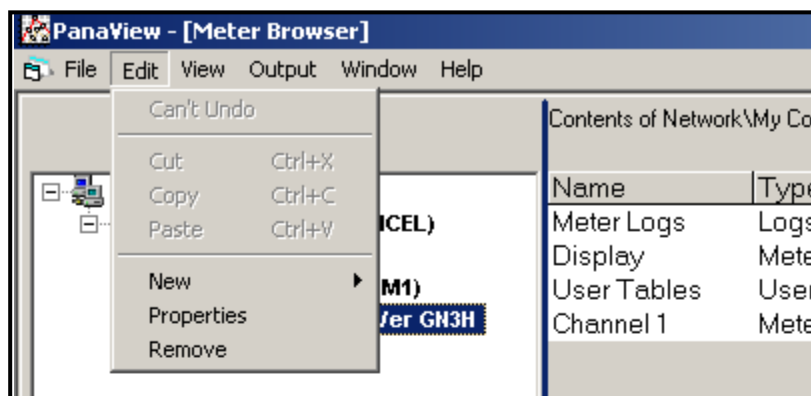 PanaView - [Meter Browser]
File Edit View Output Window Help
Can't Undo
Cut Ctrl+X
Copy Ctrl+C
Paste Ctrl+V
New
Properties
Remove
ICEL)
M1)
Ver GN3H
Contents of Network\My Co
Name Type
Meter Logs Logs
Display Mete
User Tables User
Channel 1 Mete